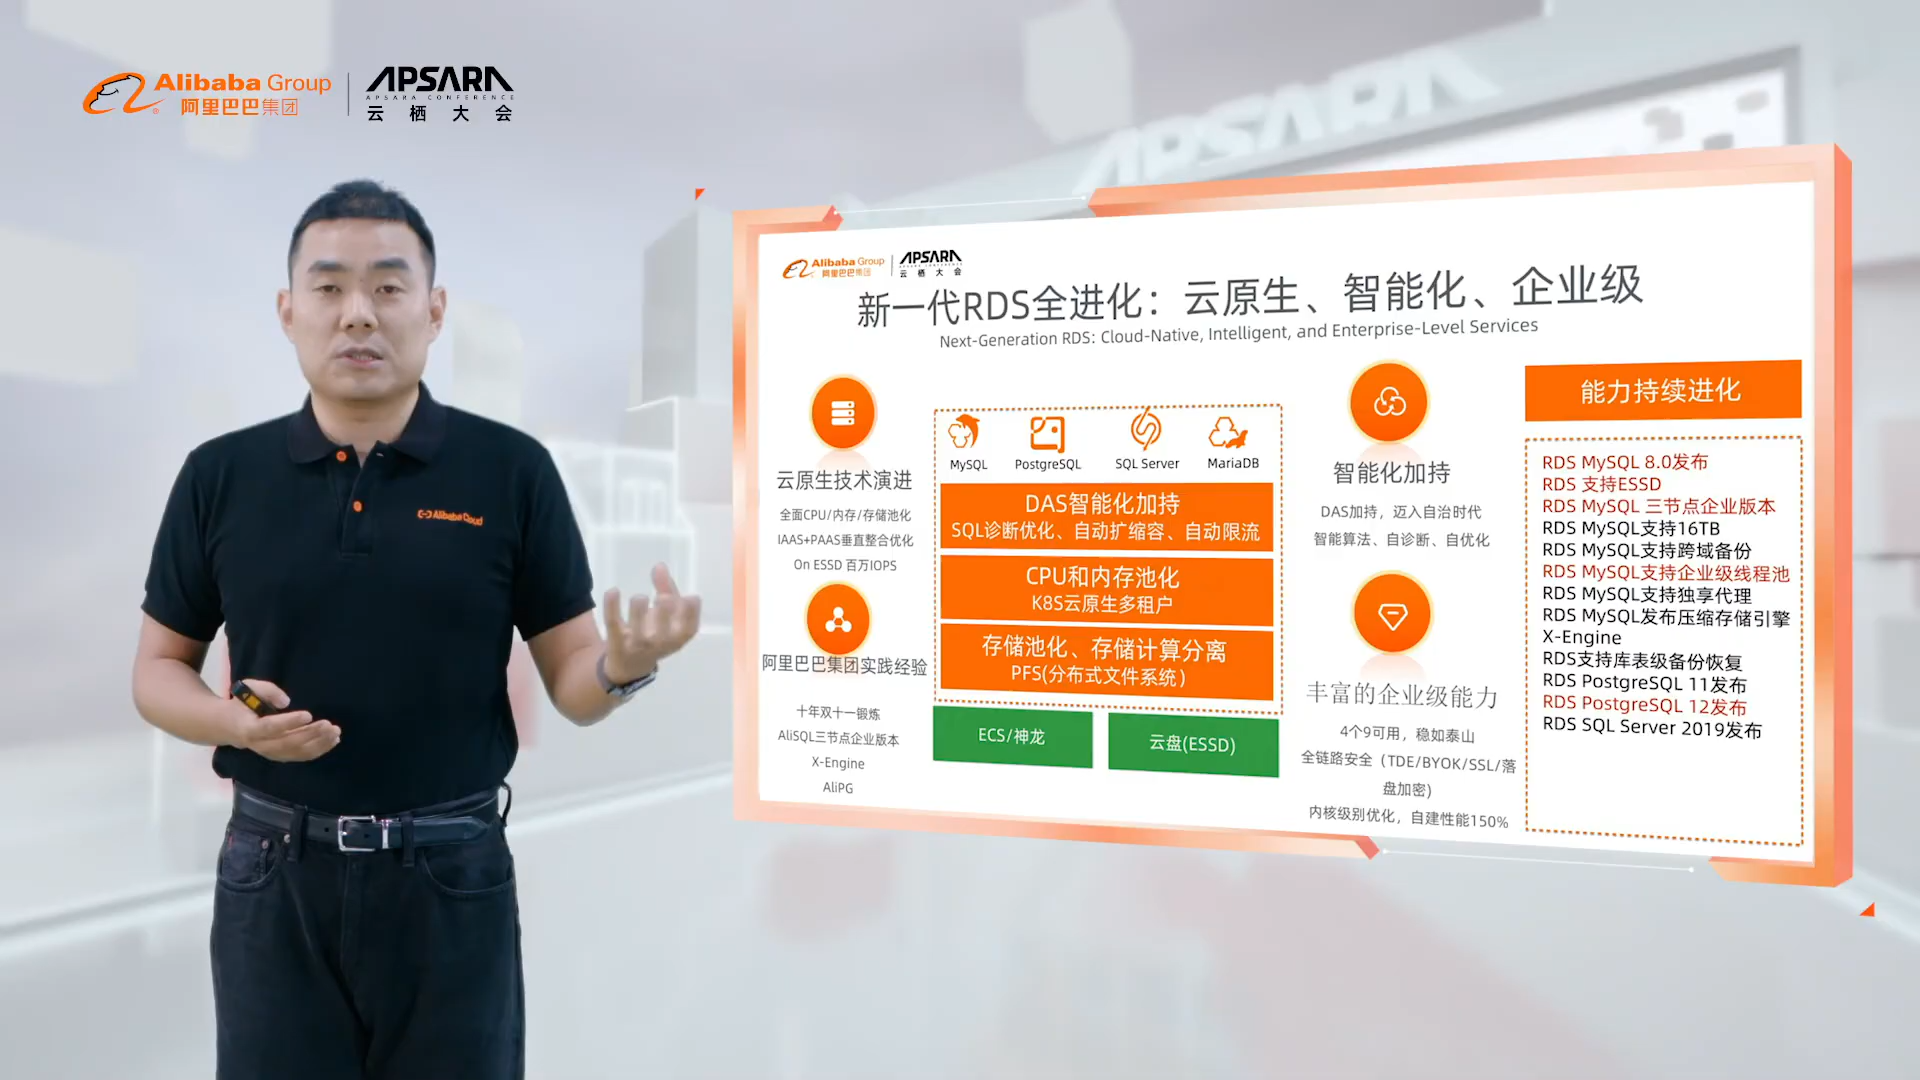 Alibaba Group
阿里巴巴集团
APSARA
APSARA CONFERENCE
云栖大会
APSARA
Alibaba Cloud
Alibaba Group
阿里巴巴集团
APSARA
云栖大会
新一代RDS全进化：云原生、智能化、企业级
Next-Generation RDS: Cloud-Native, Intelligent, and Enterprise-Level Services
云原生技术演进
全面CPU/内存/存储池化
IAAS+PAAS垂直整合优化
On ESSD 百万IOPS
阿里巴巴集团实践经验
十年双十一锻炼
AliSQL三节点企业版本
X-Engine
AliPG
MySQL
PostgreSQL
SQL Server
MariaDB
DAS智能化加持
SQL诊断优化、自动扩缩容、自动限流
CPU和内存池化
K8S云原生多租户
存储池化、存储计算分离
PFS(分布式文件系统)
ECS/神龙
云盘(ESSD)
智能化加持
DAS加持，迈入自治时代
智能算法、自诊断、自优化
丰富的企业级能力
4个9可用，稳如泰山
全链路安全（TDE/BYOK/SSL/落
盘加密)
内核级别优化，自建性能150%
能力持续进化
RDS MySQL 8.0发布
RDS 支持ESSD
RDS MySQL 三节点企业版本
RDS MySQL支持16TB
RDS MySQL支持跨域备份
RDS MySQL支持企业级线程池
RDS MySQL支持独享代理
RDS MySQL发布压缩存储引擎
X-Engine
RDS支持库表级备份恢复
RDS PostgreSQL 11发布
RDS PostgreSQL 12发布
RDS SQL Server 2019发布